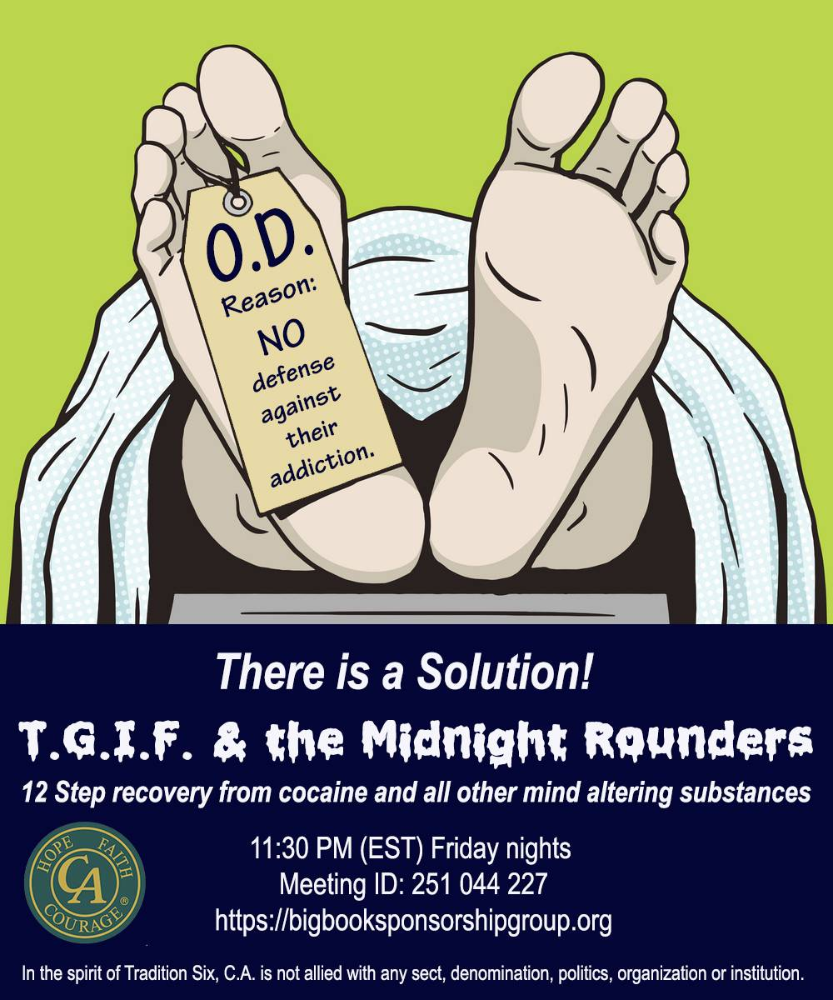 O.D.
Reason:
NO
defense
against
their
addiction.
There is a Solution!
T.G.I.F. & the Midnight Rounders
12 Step recovery from cocaine and all other mind altering substances
HOPE FAITH
CA
COURAGE ®
11:30 PM (EST) Friday nights
Meeting ID: 251 044 227
https://bigbooksponsorshipgroup.org
In the spirit of Tradition Six, C.A. is not allied with any sect, denomination, politics, organization or institution.